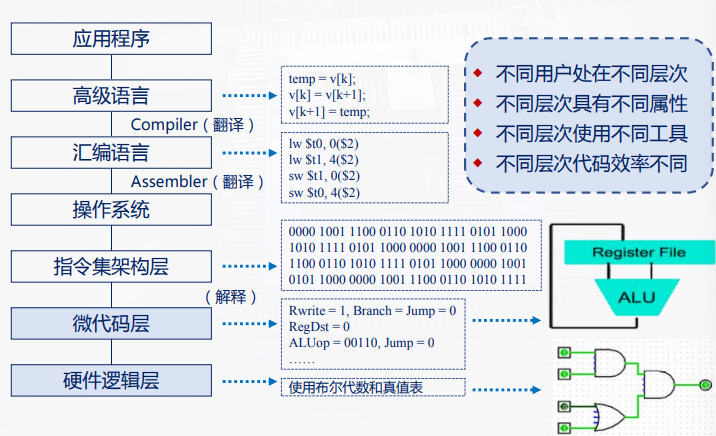 应用程序
高级语言
temp = v[k];
v[k] = v[k+1];
v[k+1] = temp;
Compiler（翻译）
汇编语言
lw $t0, 0($2)
lw $t1, 4($2)
sw $t1, 0($2)
sw $t0, 4($2)
Assembler（翻译）
操作系统
指令集架构层
0000 1001 1100 0110 1010 1111 0101 1000
1010 1111 0101 1000 0000 1001 1100 0110
1100 0110 1010 1111 0101 1000 0000 1001
0101 1000 0000 1001 1100 0110 1010 1111
（解释）
微代码层
Rwrite = 1, Branch = Jump = 0
RegDst = 0
ALUop = 00110, Jump = 0
……
硬件逻辑层
使用布尔代数和真值表
◆ 不同用户处在不同层次
◆ 不同层次具有不同属性
◆ 不同层次使用不同工具
◆ 不同层次代码效率不同
Register File
ALU